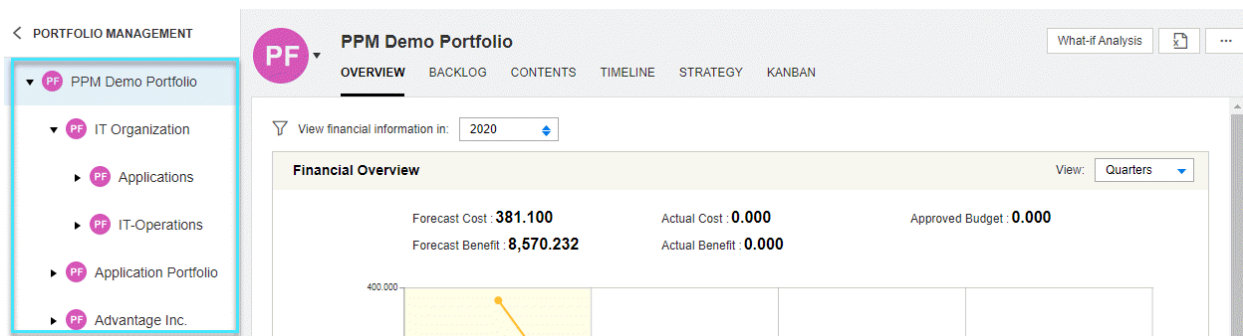 PORTFOLIO MANAGEMENT
PF PPM Demo Portfolio
PF IT Organization
PF Applications
PF IT-Operations
PF Application Portfolio
PF Advantage Inc.
PF
PPM Demo Portfolio
What-if Analysis
...
OVERVIEW BACKLOG CONTENTS TIMELINE STRATEGY KANBAN
View financial information in: 2020
Financial Overview
View: Quarters
Forecast Cost : 381.100 Actual Cost : 0.000 Approved Budget : 0.000
Forecast Benefit : 8,570.232 Actual Benefit : 0.000
400.000